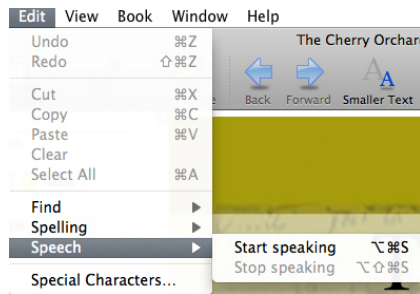 Edit View Book Window Help
Undo ⌘Z
Redo ⇧⌘Z
Cut ⌘X
Copy ⌘C
Paste ⌘V
Clear
Select All ⌘A
Find
Spelling
Speech
Special Characters...
The Cherry Orchar
Back Forward Smaller Text
Start speaking ⌥⌘S
Stop speaking ⌥⇧⌘S